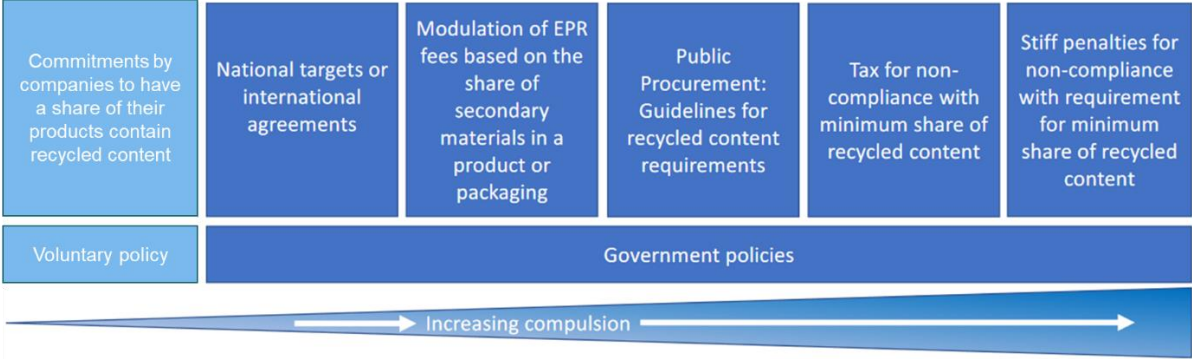 Commitments by
companies to have
a share of their
products contain
recycled content
National targets or
international
agreements
Modulation of EPR
fees based on the
share of
secondary
materials in a
product or
packaging
Public
Procurement:
Guidelines for
recycled content
requirements
Tax for non-
compliance with
minimum share of
recycled content
Stiff penalties for
non-compliance
with requirement
for minimum
share of recycled
content
Voluntary policy
Government policies
Increasing compulsion